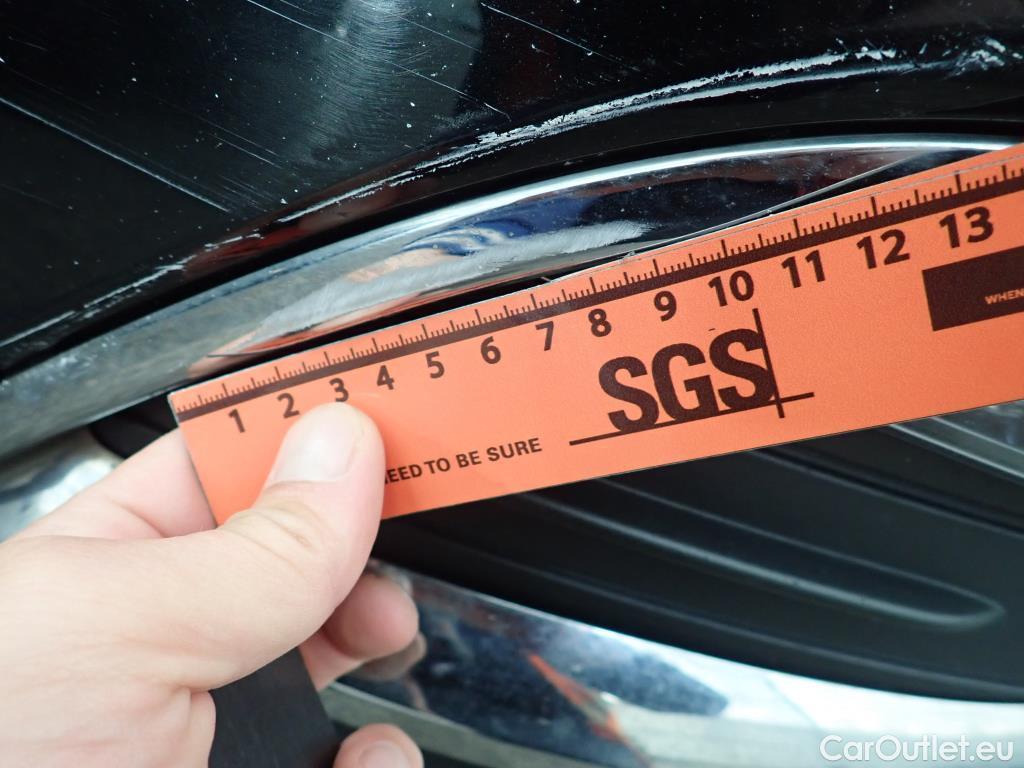 1 2 3 4 5 6 7 8 9 10 11 12 13
SGS
WHEN
NEED TO BE SURE
CarOutlet.eu